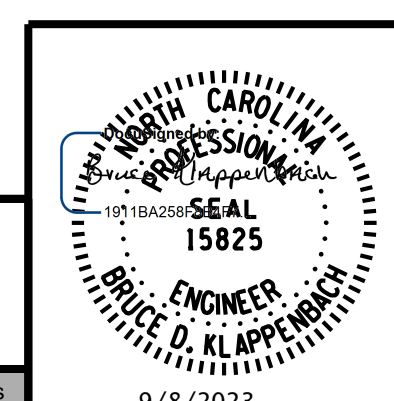 NORTH CAROLINA
PROFESSIONAL
DocuSigned by:
Bruce Klappenbach
SEAL
15825
ENGINEER
BRUCE D. KLAPPENBACH
9/8/2023